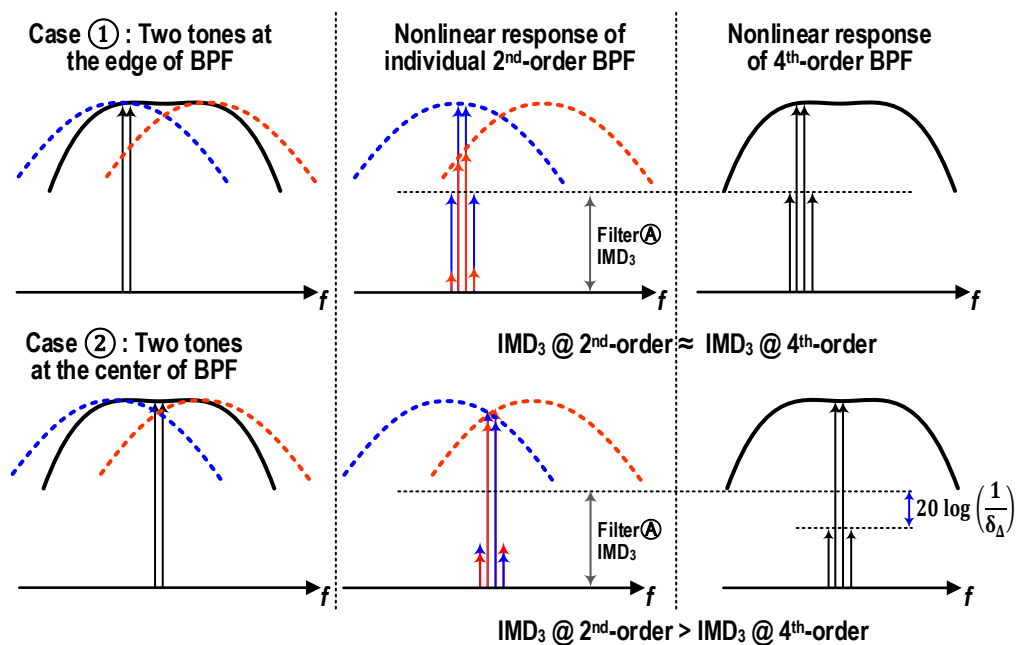 Case ① : Two tones at
the edge of BPF
Nonlinear response of
individual 2nd-order BPF
Nonlinear response
of 4th-order BPF
Filter Ⓐ
IMD₃
f
f
f
IMD₃ @ 2nd-order ≈ IMD₃ @ 4th-order
Case ② : Two tones
at the center of BPF
20 log (1/δ_Δ)
Filter Ⓐ
IMD₃
f
f
f
IMD₃ @ 2nd-order > IMD₃ @ 4th-order